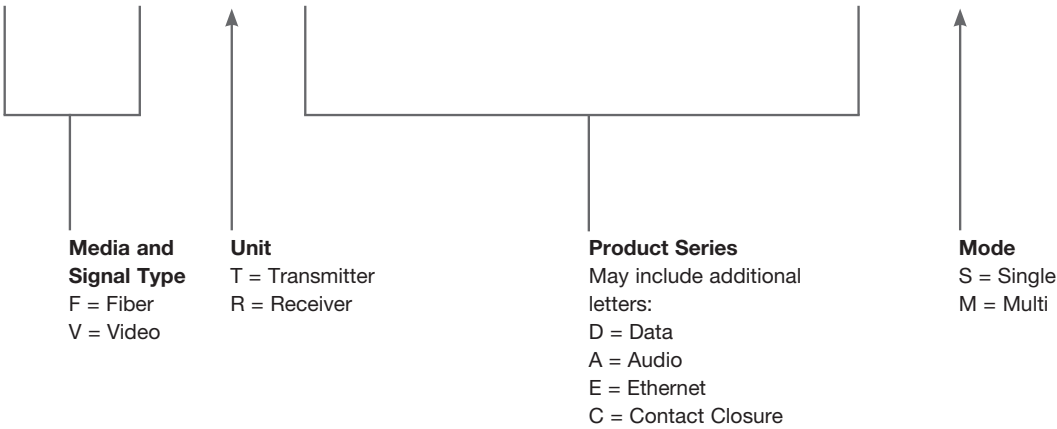 Media and
Signal Type
F = Fiber
V = Video
Unit
T = Transmitter
R = Receiver
Product Series
May include additional
letters:
D = Data
A = Audio
E = Ethernet
C = Contact Closure
Mode
S = Single
M = Multi